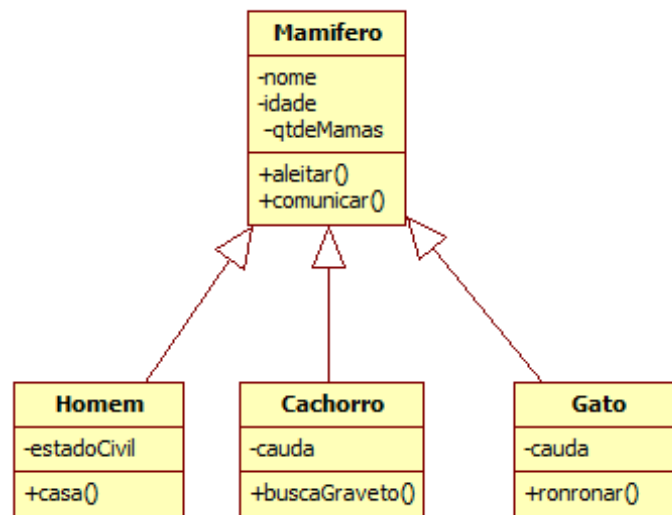 Mamifero
-nome
-idade
-qtdeMamas
+aleitar()
+comunicar()
Homem
-estadoCivil
+casa()
Cachorro
-cauda
+buscaGraveto()
Gato
-cauda
+ronronar()